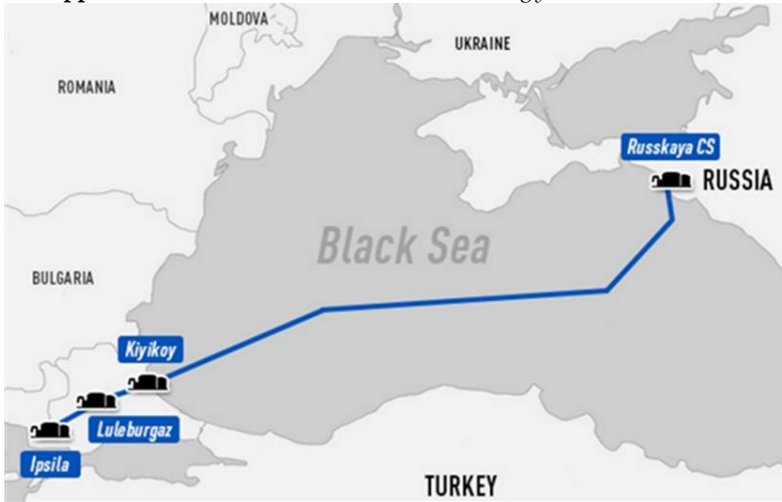 MOLDOVA
UKRAINE
ROMANIA
Russkaya CS
RUSSIA
Black Sea
BULGARIA
Kiyikoy
Luleburgaz
Ipsila
TURKEY